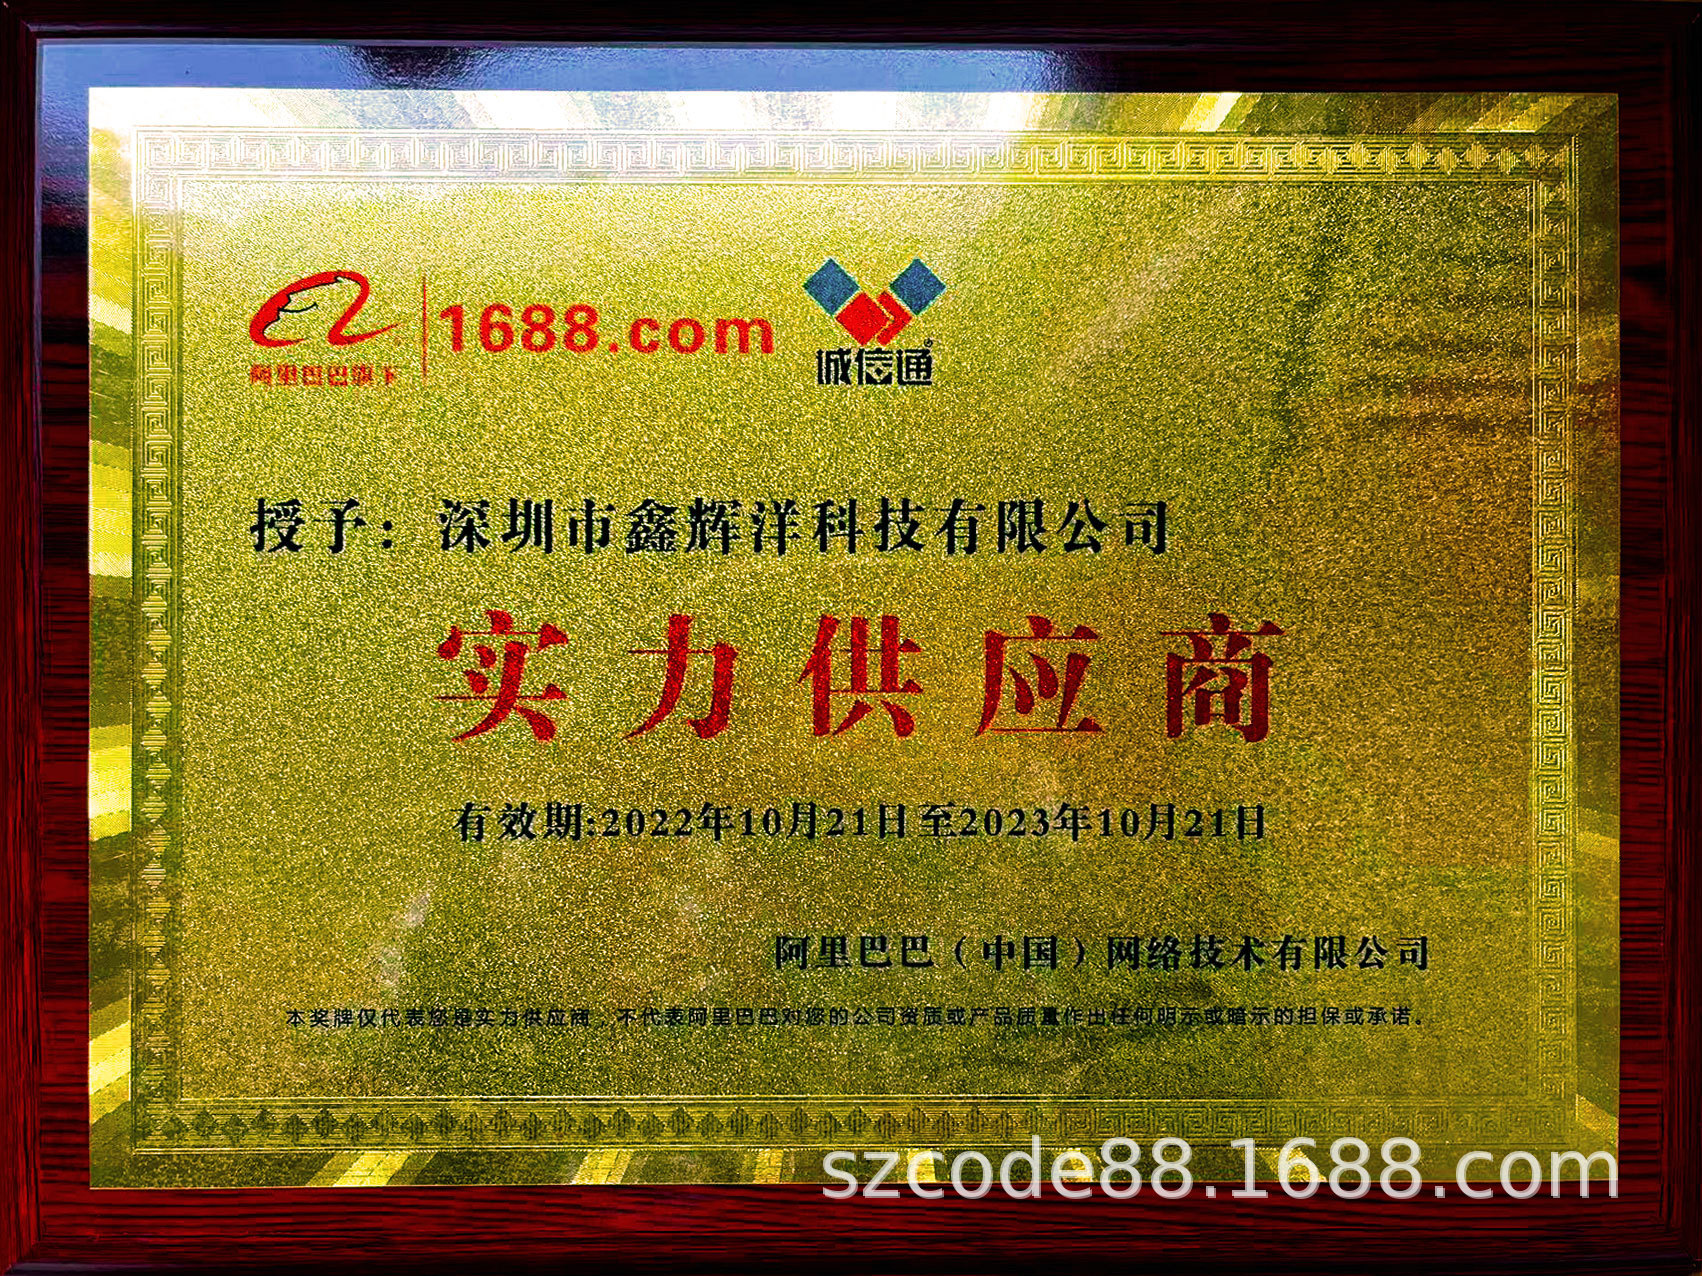 1688.com
阿里巴巴旗下
诚信通
授予：深圳市鑫辉洋科技有限公司
实力供应商
有效期:2022年10月21日至2023年10月21日
阿里巴巴（中国）网络技术有限公司
本奖牌仅代表您是实力供应商，不代表阿里巴巴对您的公司资质或产品质量作出任何明示或暗示的担保或承诺。
szcode88.1688.com